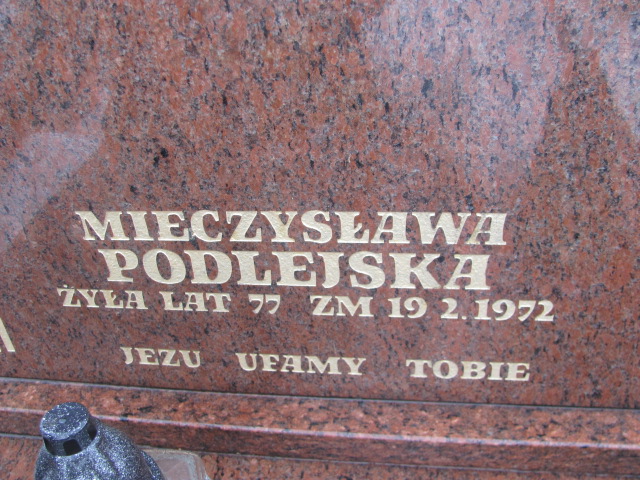 MIECZYSŁAWA
PODLEJSKA
ŻYŁA LAT 77 ZM 19 2.1972
JEZU UFAMY TOBIE